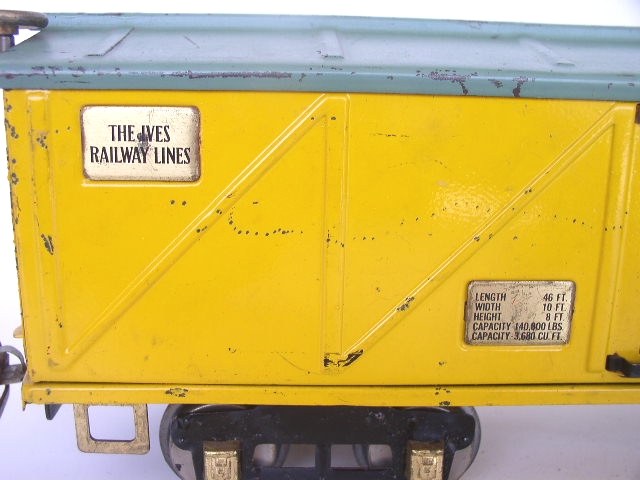 THE IVES
RAILWAY LINES
LENGTH 46 FT.
WIDTH 10 FT.
HEIGHT 8 FT.
CAPACITY 140,000 LBS.
CAPACITY 3,680 CU. FT.